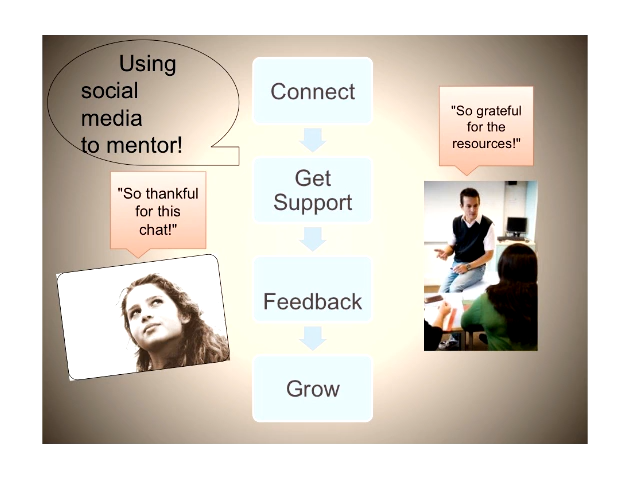 Using
social
media
to mentor!
"So thankful
for this
chat!"
Connect
Get
Support
Feedback
Grow
"So grateful
for the
resources!"